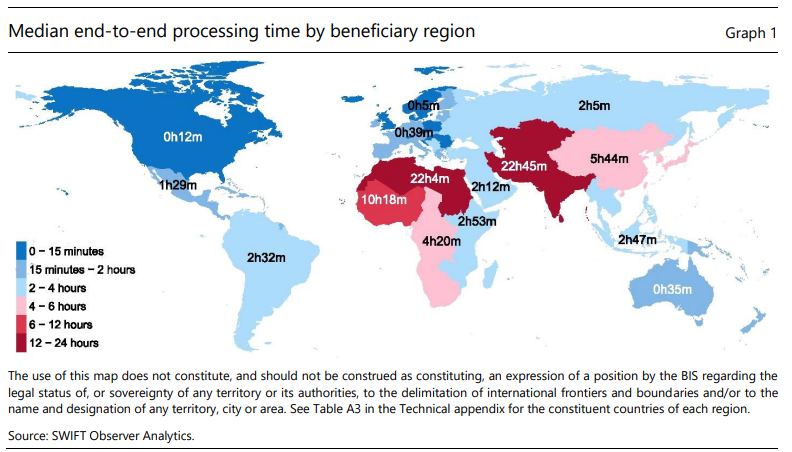 Median end-to-end processing time by beneficiary region
Graph 1
0h5m
2h5m
0h12m
0h39m
5h44m
22h45m
22h4m
1h29m
2h12m
10h18m
2h53m
4h20m
2h47m
2h32m
0h35m
0 – 15 minutes
15 minutes – 2 hours
2 – 4 hours
4 – 6 hours
6 – 12 hours
12 – 24 hours
The use of this map does not constitute, and should not be construed as constituting, an expression of a position by the BIS regarding the
legal status of, or sovereignty of any territory or its authorities, to the delimitation of international frontiers and boundaries and/or to the
name and designation of any territory, city or area. See Table A3 in the Technical appendix for the constituent countries of each region.
Source: SWIFT Observer Analytics.